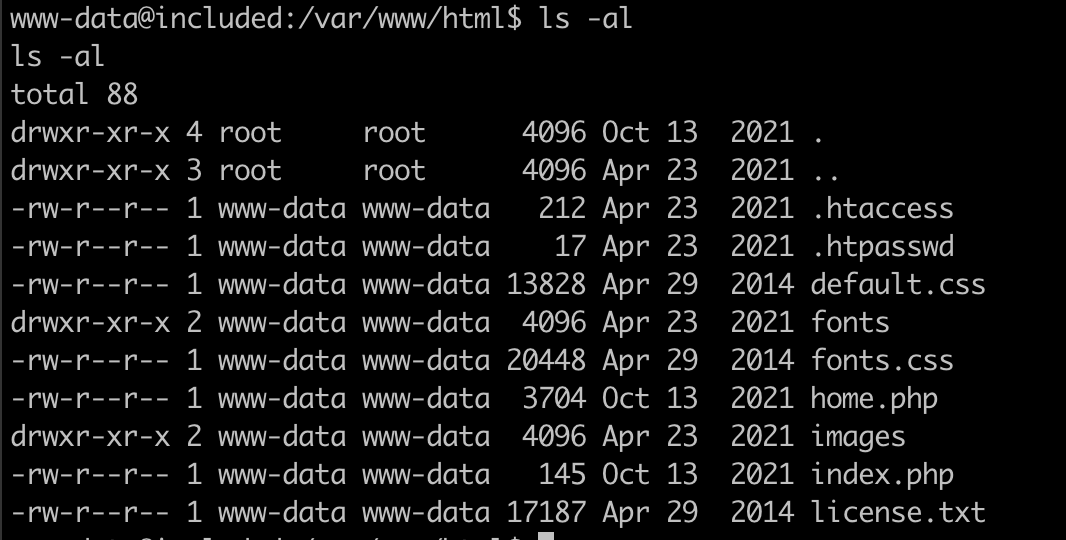 www-data@included:/var/www/html$ ls -al
ls -al
total 88
drwxr-xr-x 4 root     root      4096 Oct 13  2021 .
drwxr-xr-x 3 root     root      4096 Apr 23  2021 ..
-rw-r--r-- 1 www-data www-data   212 Apr 23  2021 .htaccess
-rw-r--r-- 1 www-data www-data    17 Apr 23  2021 .htpasswd
-rw-r--r-- 1 www-data www-data 13828 Apr 29  2014 default.css
drwxr-xr-x 2 www-data www-data  4096 Apr 23  2021 fonts
-rw-r--r-- 1 www-data www-data 20448 Apr 29  2014 fonts.css
-rw-r--r-- 1 www-data www-data  3704 Oct 13  2021 home.php
drwxr-xr-x 2 www-data www-data  4096 Apr 23  2021 images
-rw-r--r-- 1 www-data www-data   145 Oct 13  2021 index.php
-rw-r--r-- 1 www-data www-data 17187 Apr 29  2014 license.txt